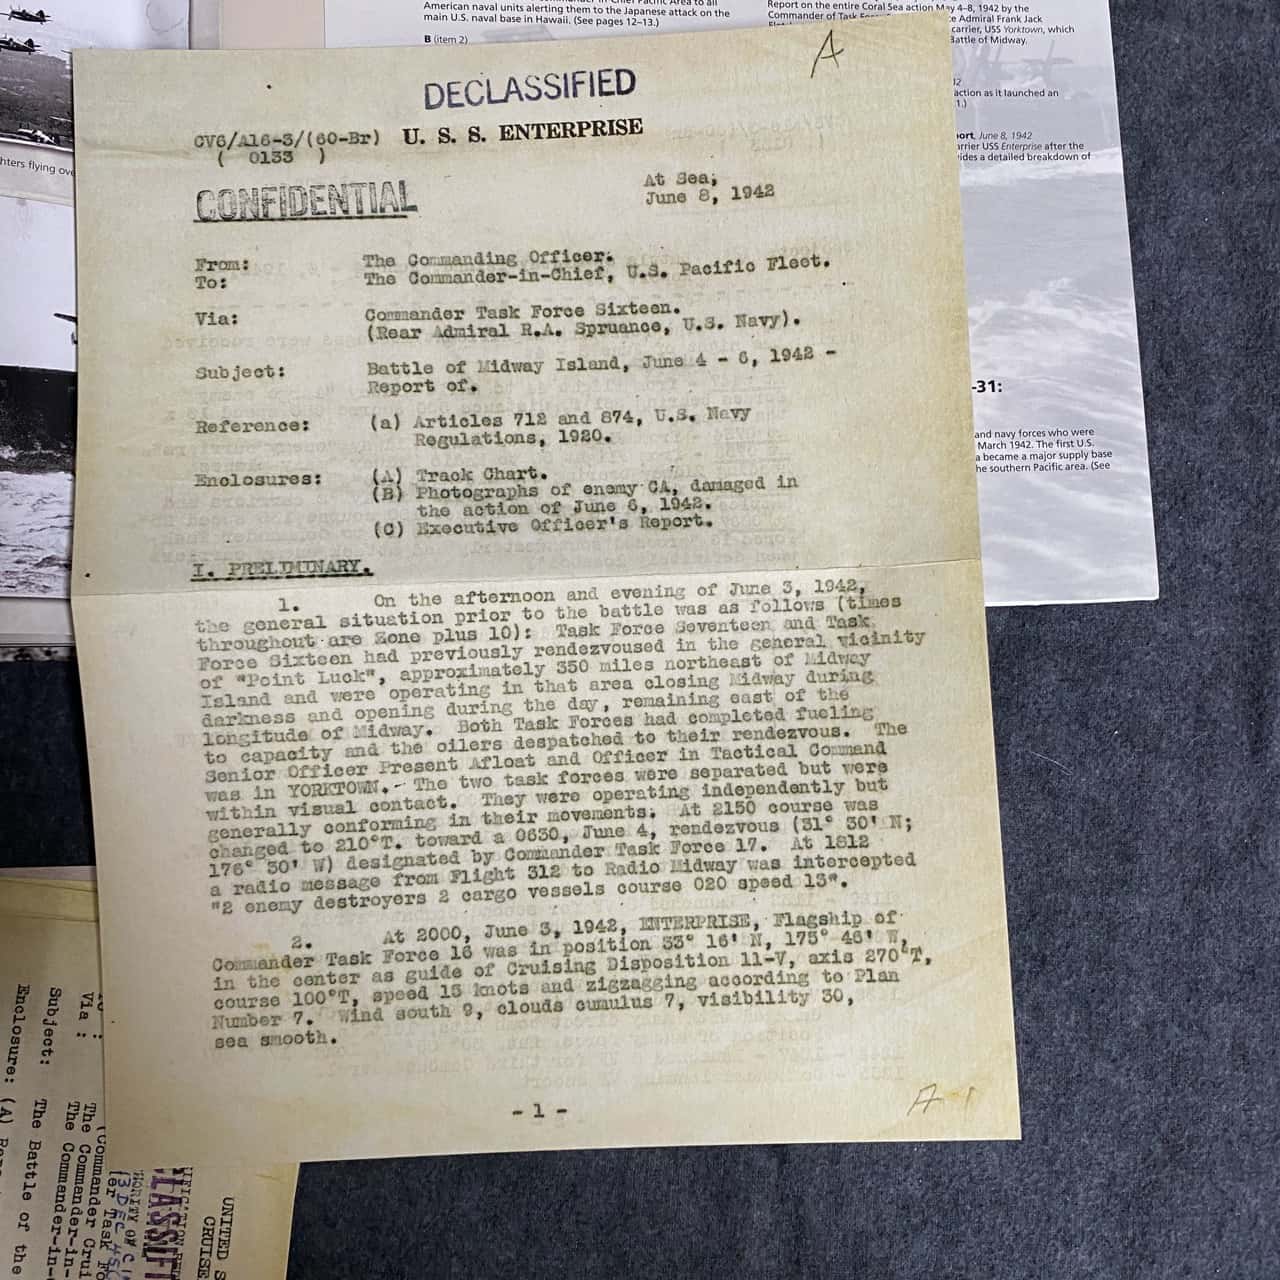 American naval units alerting them to the Japanese attack on the
main U.S. naval base in Hawaii. (See pages 12–13.)
B (item 2)
Report on the entire Coral Sea action May 4–8, 1942 by the
Commander of Task Admiral Frank Jack
carrier, USS Yorktown, which
Battle of Midway.
action as it launched an
June 8, 1942
USS Enterprise after the
a detailed breakdown of
-31:
and navy forces who were
March 1942. The first U.S.
a became a major supply base
the southern Pacific area. (See
A
DECLASSIFIED
CV6/A16-3/(60-Br) U. S. S. ENTERPRISE
( 0133 )
CONFIDENTIAL
At Sea;
June 8, 1942
From: The Commanding Officer.
To: The Commander-in-Chief, U.S. Pacific Fleet.
Via: Commander Task Force Sixteen.
(Rear Admiral R.A. Spruance, U.S. Navy).
Subject: Battle of Midway Island, June 4 - 6, 1942 -
Report of.
Reference: (a) Articles 712 and 874, U.S. Navy
Regulations, 1920.
Enclosures: (A) Track Chart.
(B) Photographs of enemy CA, damaged in
the action of June 6, 1942.
(C) Executive Officer's Report.
I. PRELIMINARY.
1. On the afternoon and evening of June 3, 1942,
the general situation prior to the battle was as follows (times
throughout are Zone plus 10): Task Force Seventeen and Task
Force Sixteen had previously rendezvoused in the general vicinity
of "Point Luck", approximately 350 miles northeast of Midway
Island and were operating in that area closing Midway during
darkness and opening during the day, remaining east of the
longitude of Midway. Both Task Forces had completed fueling
to capacity and the oilers despatched to their rendezvous. The
Senior Officer Present Afloat and Officer in Tactical Command
was in YORKTOWN. - The two task forces were separated but were
within visual contact. They were operating independently but
generally conforming in their movements. At 2150 course was
changed to 210°T. toward a 0630, June 4, rendezvous (31° 30' N;
176° 30' W) designated by Commander Task Force 17. At 1812
a radio message from Flight 312 to Radio Midway was intercepted
"2 enemy destroyers 2 cargo vessels course 020 speed 13".
2. At 2000, June 3, 1942, ENTERPRISE, Flagship of
Commander Task Force 16 was in position 33° 16' N, 175° 46' W,
in the center as guide of Cruising Disposition 11-V, axis 270°T,
course 100°T, speed 15 knots and zigzagging according to Plan
Number 7. Wind south 9, clouds cumulus 7, visibility 30,
sea smooth.
- 1 -
A-1
Via :
The Commander
Subject: The Battle of the
Enclosure: (A)
UNITED